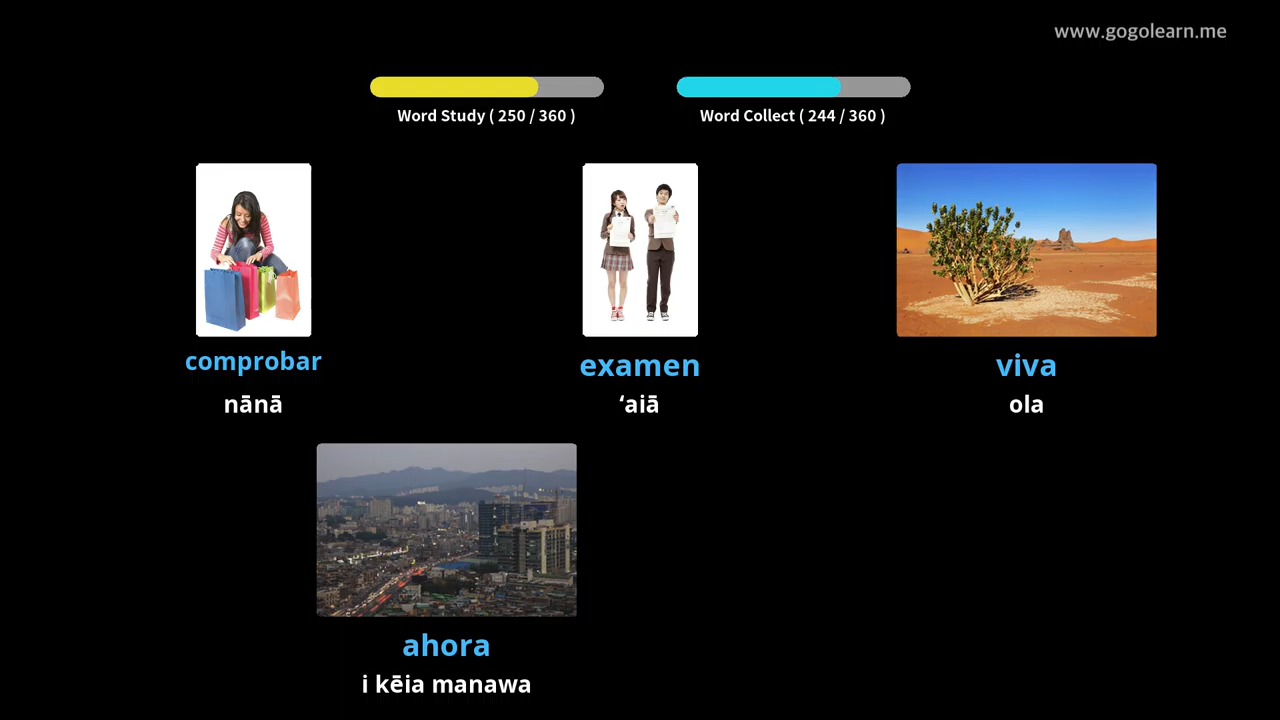 www.gogolearn.me
Word Study ( 250 / 360 )
Word Collect ( 244 / 360 )
comprobar
nānā
examen
ʻaiā
viva
ola
ahora
i kēia manawa